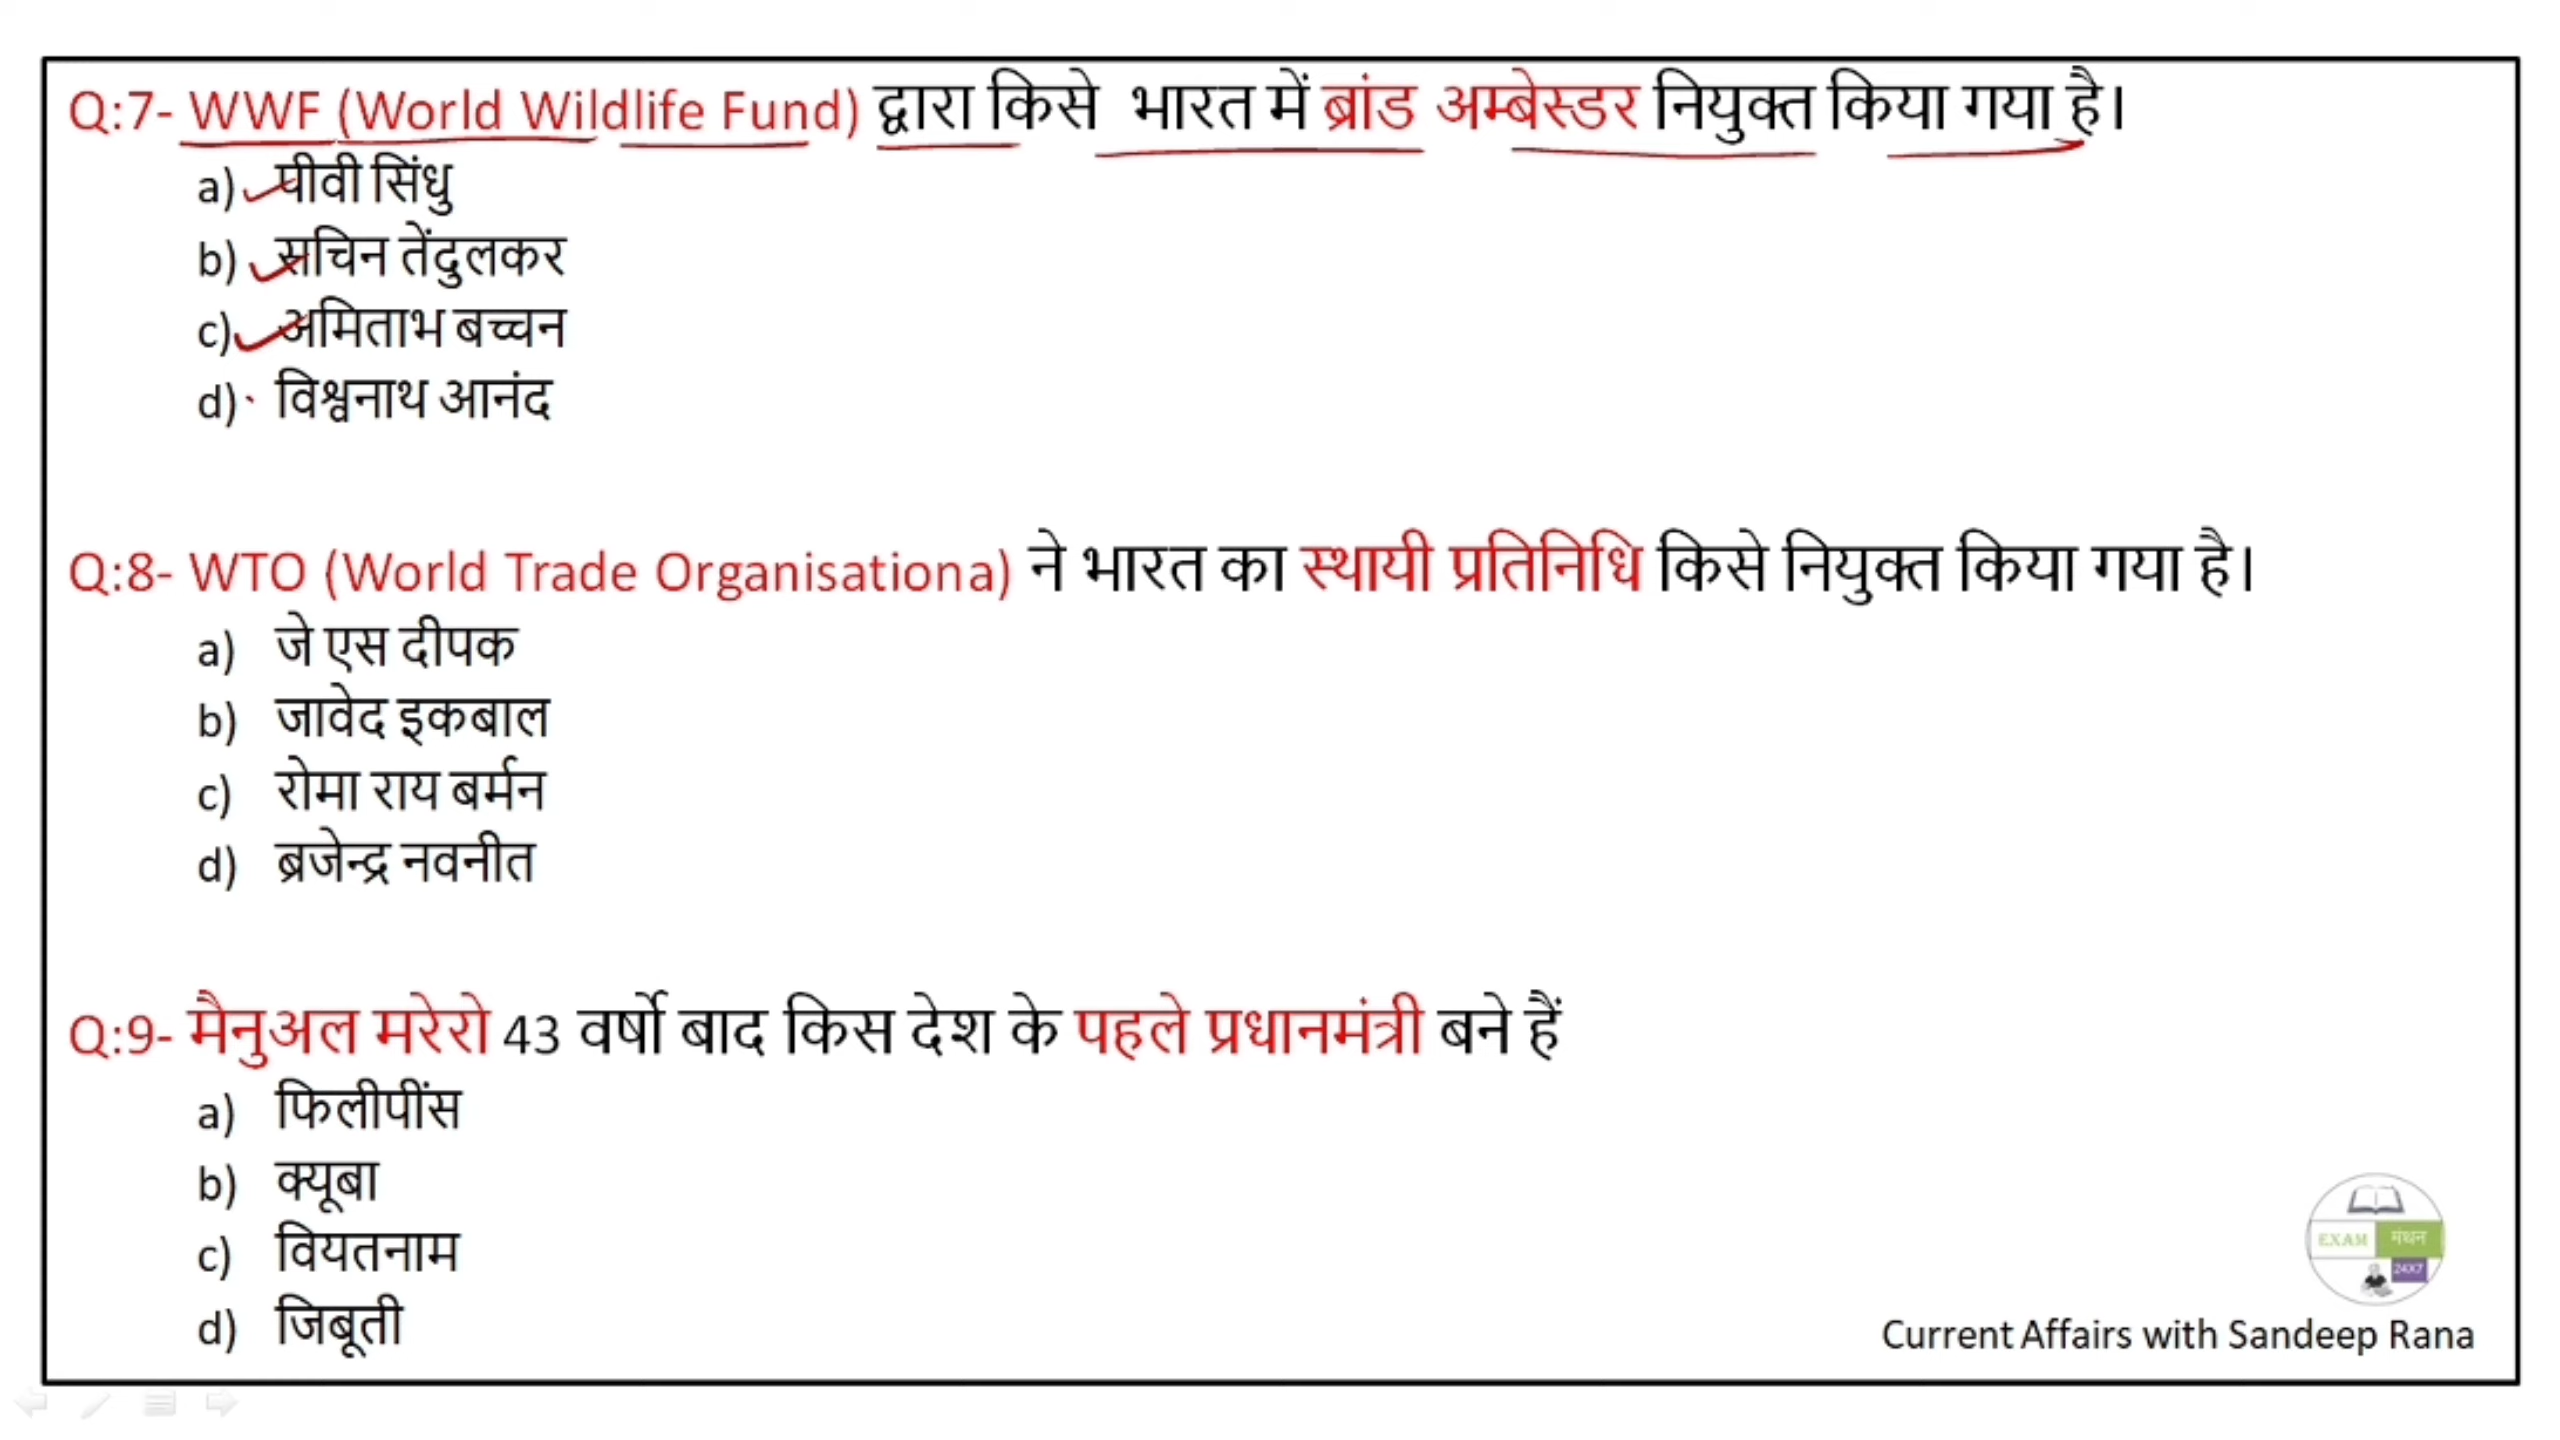 Q:7- WWF (World Wildlife Fund) द्वारा किसे भारत में ब्रांड अम्बेस्डर नियुक्त किया गया है।
a) पीवी सिंधु
b) सचिन तेंदुलकर
c) अमिताभ बच्चन
d) विश्वनाथ आनंद
Q:8- WTO (World Trade Organisationa) ने भारत का स्थायी प्रतिनिधि किसे नियुक्त किया गया है।
a) जे एस दीपक
b) जावेद इकबाल
c) रोमा राय बर्मन
d) ब्रजेन्द्र नवनीत
Q:9- मैनुअल मरेरो 43 वर्षो बाद किस देश के पहले प्रधानमंत्री बने हैं
a) फिलीपींस
b) क्यूबा
c) वियतनाम
d) जिबूती
EXAM मंथन
24X7
Current Affairs with Sandeep Rana